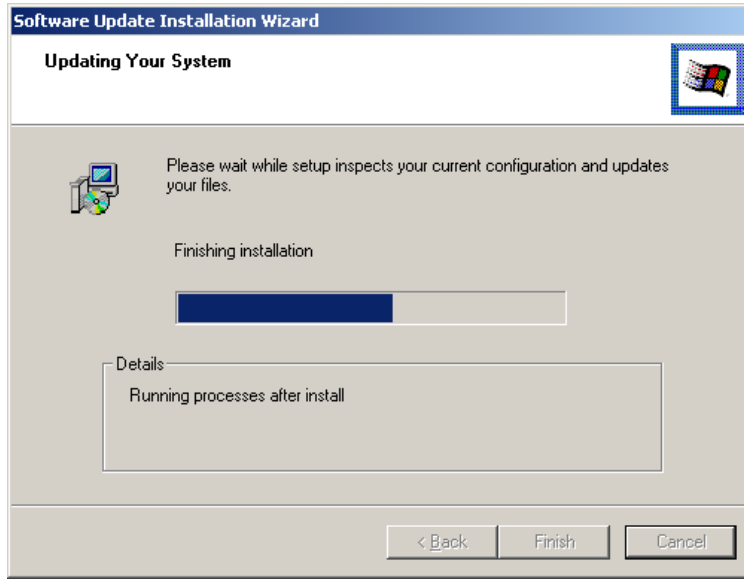 Software Update Installation Wizard
Updating Your System
Please wait while setup inspects your current configuration and updates
your files.
Finishing installation
Details
Running processes after install
< Back
Finish
Cancel